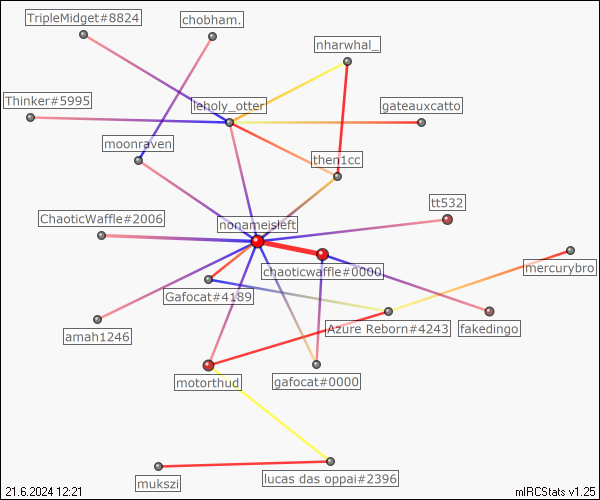 TripleMidget#8824
chobham.
nharwhal_
Thinker#5995
leholy_otter
gateauxcatto
moonraven
then1cc
tt532
ChaoticWaffle#2006
nonameisleft
chaoticwaffle#0000
mercurybro
Gafocat#4189
amah1246
Azure Reborn#4243
fakedingo
motorthud
gafocat#0000
mukszi
lucas das oppai#2396
21.6.2024 12:21
mIRCStats v1.25